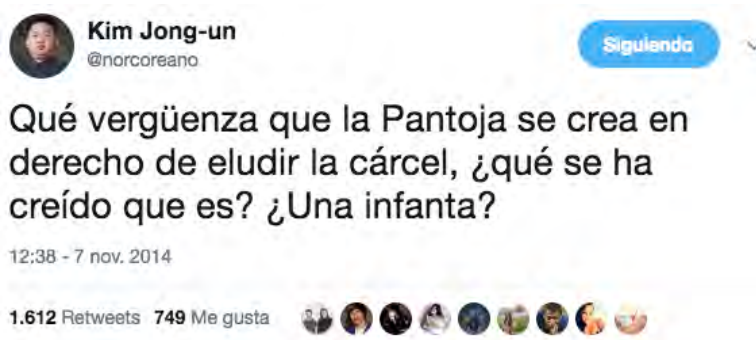 Kim Jong-un
@norcoreano
Siguiendo
Qué vergüenza que la Pantoja se crea en
derecho de eludir la cárcel, ¿qué se ha
creído que es? ¿Una infanta?
12:38 - 7 nov. 2014
1.612 Retweets 749 Me gusta